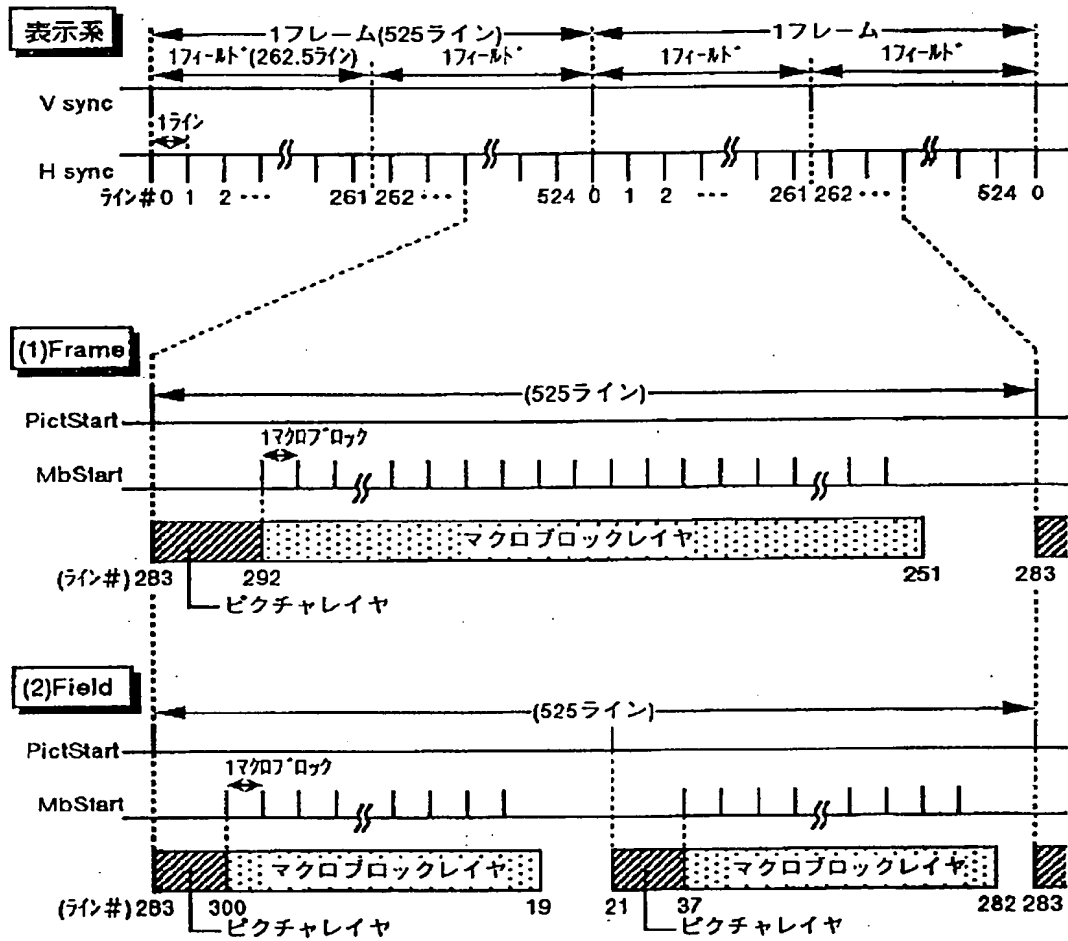 表示系
1フレーム(525ライン) 1フレーム
1フィールド(262.5ライン) 1フィールド 1フィールド 1フィールド
V sync
1ライン
H sync
ライン# 0 1 2 ··· 261 262 ··· 524 0 1 2 ··· 261 262 ··· 524 0
(1)Frame
(525ライン)
PictStart
1マクロブロック
MbStart
マクロブロックレイヤ
(ライン#) 283 292 251 283
ピクチャレイヤ
(2)Field
(525ライン)
PictStart
1マクロブロック
MbStart
マクロブロックレイヤ マクロブロックレイヤ
(ライン#) 283 300 19 21 37 282 283
ピクチャレイヤ ピクチャレイヤ